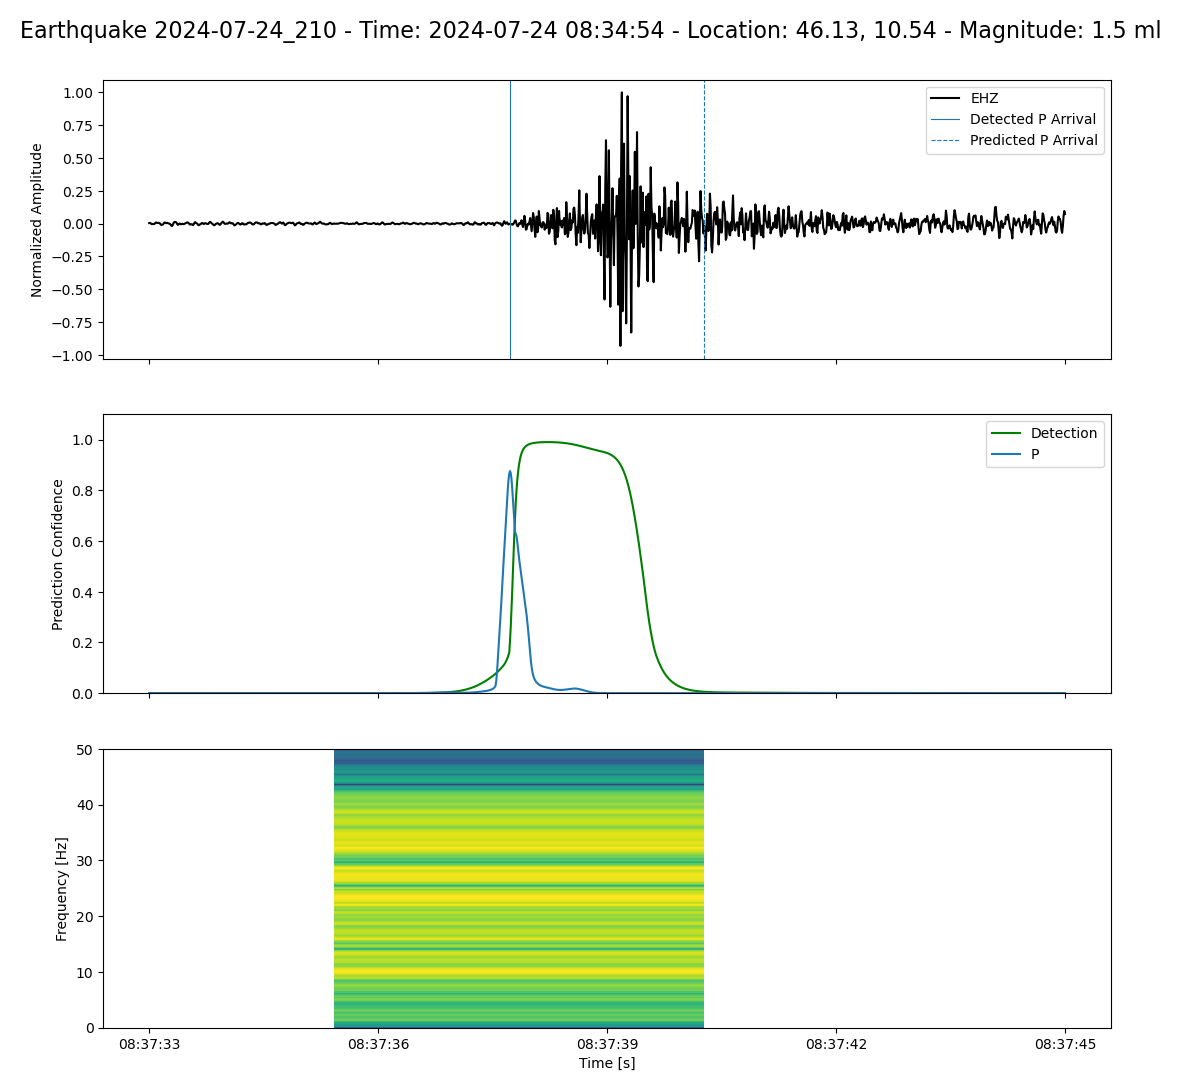 Earthquake 2024-07-24_210 - Time: 2024-07-24 08:34:54 - Location: 46.13, 10.54 - Magnitude: 1.5 ml
Normalized Amplitude
1.00
0.75
0.50
0.25
0.00
−0.25
−0.50
−0.75
−1.00
EHZ
Detected P Arrival
Predicted P Arrival
Prediction Confidence
1.0
0.8
0.6
0.4
0.2
0.0
Detection
P
Frequency [Hz]
50
40
30
20
10
0
08:37:33 08:37:36 08:37:39 08:37:42 08:37:45
Time [s]